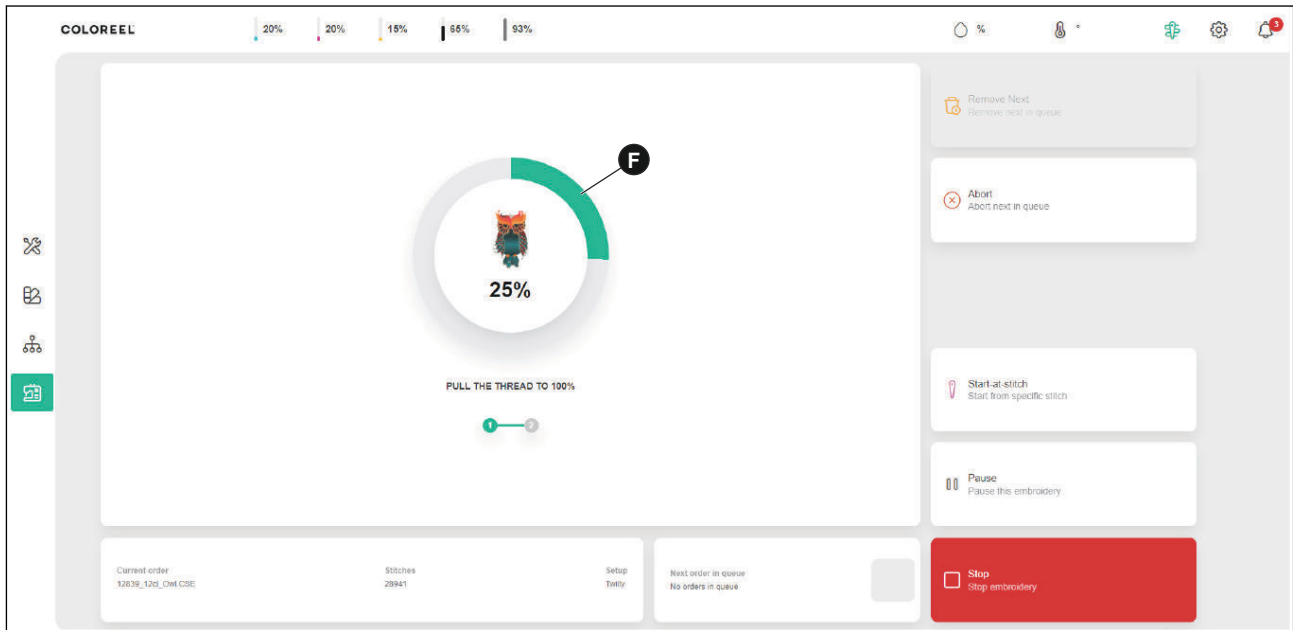 COLOREEL
20%
20%
15%
65%
93%
%
°
3
Remove Next
Remove next in queue
F
Abort
Abort next in queue
25%
PULL THE THREAD TO 100%
1
2
Start-at-stitch
Start from specific stitch
Pause
Pause this embroidery
Current order
12839_12cl_Owl.CSE
Stitches
28941
Setup
Twilly
Next order in queue
No orders in queue
Stop
Stop embroidery